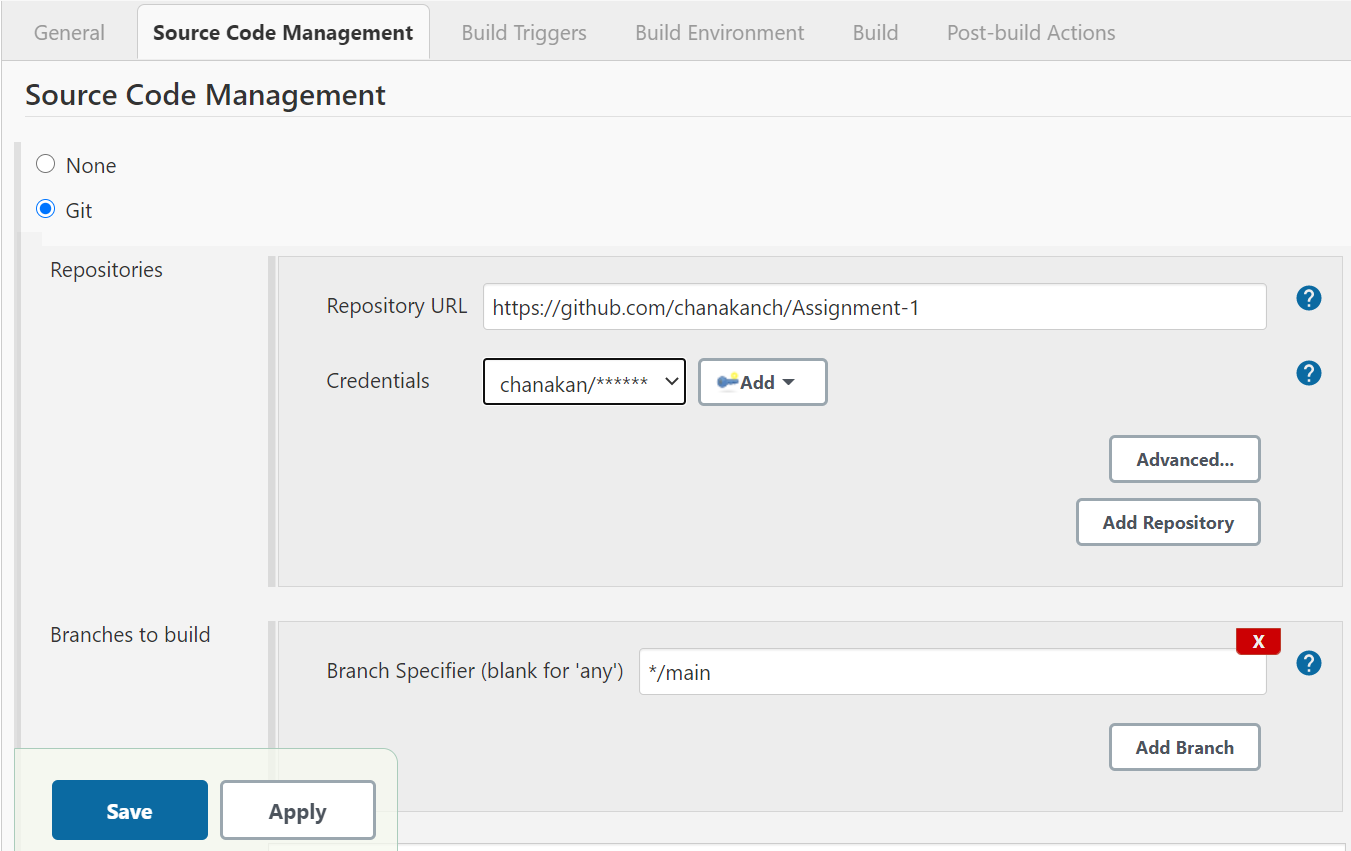 General Source Code Management Build Triggers Build Environment Build Post-build Actions
Source Code Management
None
Git
Repositories
Repository URL https://github.com/chanakanch/Assignment-1 ?
Credentials chanakan/****** Add ?
Advanced...
Add Repository
Branches to build
X
Branch Specifier (blank for 'any') */main ?
Add Branch
Save Apply